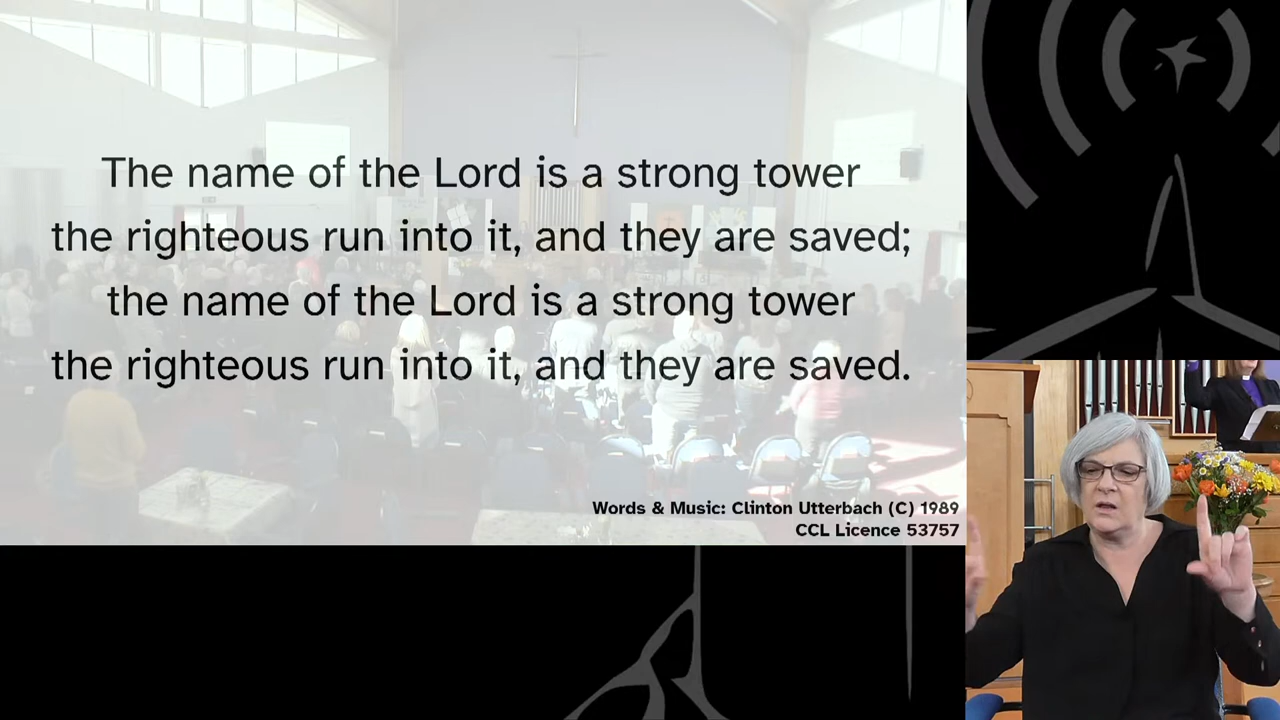 The name of the Lord is a strong tower
the righteous run into it, and they are saved;
the name of the Lord is a strong tower
the righteous run into it, and they are saved.
Words & Music: Clinton Utterbach (C) 1989
CCL Licence 53757